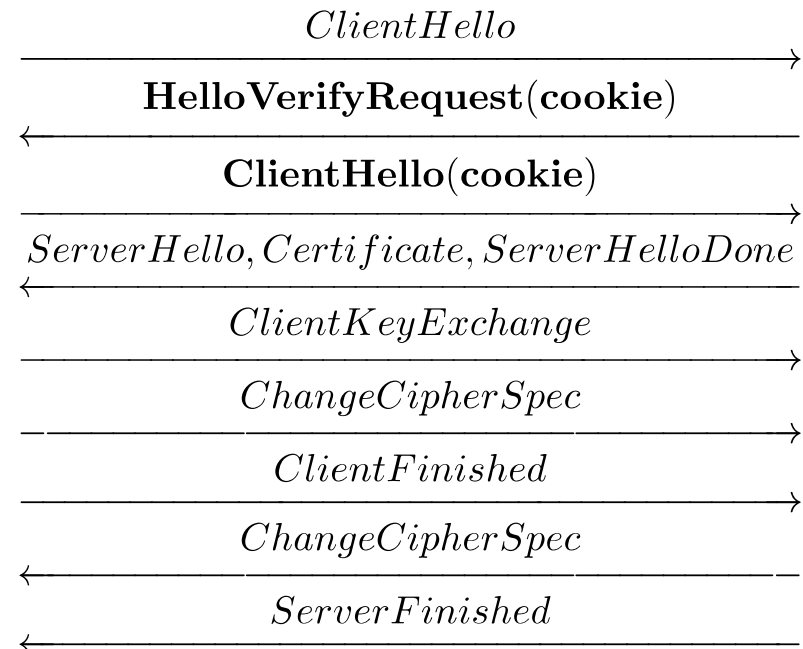 ClientHello
HelloVerifyRequest(cookie)
ClientHello(cookie)
ServerHello, Certificate, ServerHelloDone
ClientKeyExchange
ChangeCipherSpec
ClientFinished
ChangeCipherSpec
ServerFinished